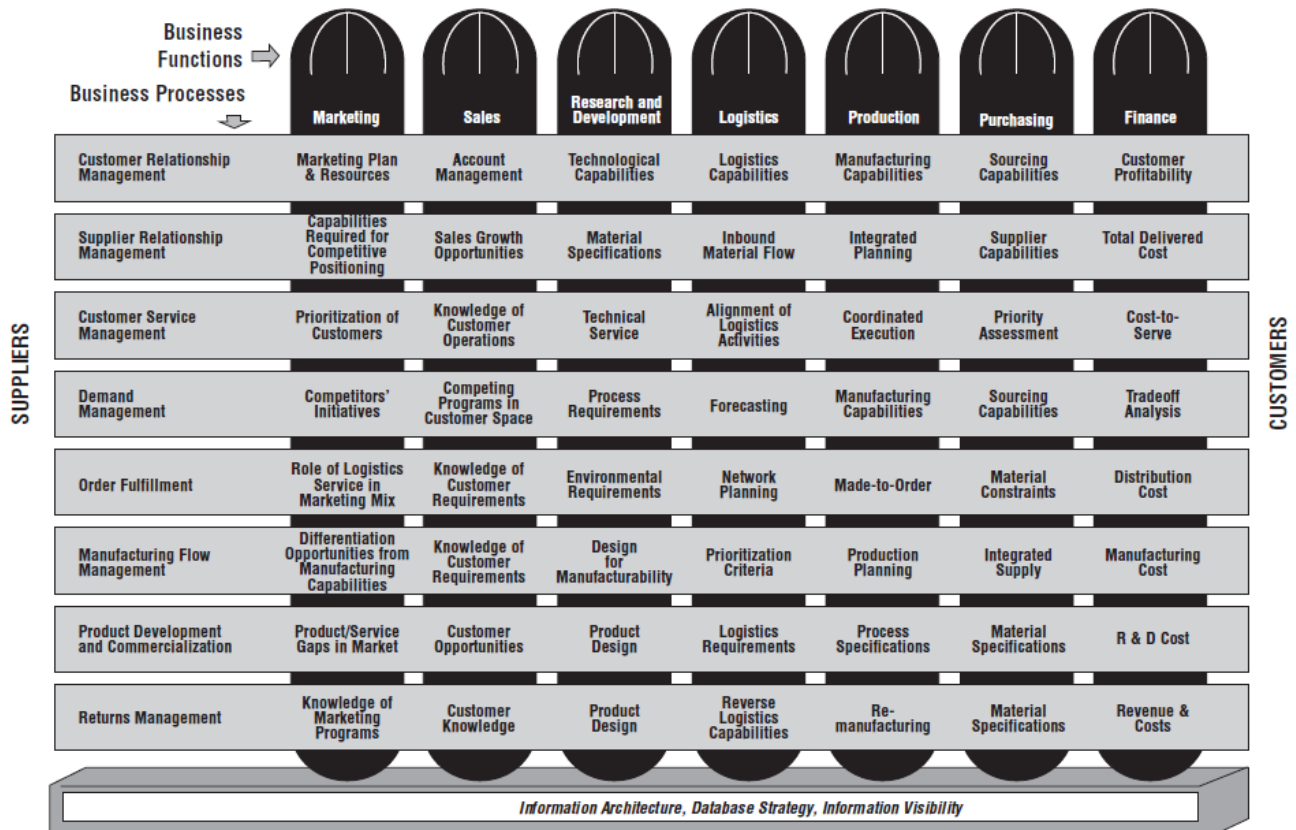 Business
Functions
Business Processes
Marketing
Sales
Research and
Development
Logistics
Production
Purchasing
Finance
SUPPLIERS
Customer Relationship
Management
Marketing Plan
& Resources
Account
Management
Technological
Capabilities
Logistics
Capabilities
Manufacturing
Capabilities
Sourcing
Capabilities
Customer
Profitability
Supplier Relationship
Management
Capabilities
Required for
Competitive
Positioning
Sales Growth
Opportunities
Material
Specifications
Inbound
Material Flow
Integrated
Planning
Supplier
Capabilities
Total Delivered
Cost
Customer Service
Management
Prioritization of
Customers
Knowledge of
Customer
Operations
Technical
Service
Alignment of
Logistics
Activities
Coordinated
Execution
Priority
Assessment
Cost-to-
Serve
Demand
Management
Competitors'
Initiatives
Competing
Programs in
Customer Space
Process
Requirements
Forecasting
Manufacturing
Capabilities
Sourcing
Capabilities
Tradeoff
Analysis
Order Fulfillment
Role of Logistics
Service in
Marketing Mix
Knowledge of
Customer
Requirements
Environmental
Requirements
Network
Planning
Made-to-Order
Material
Constraints
Distribution
Cost
Manufacturing Flow
Management
Differentiation
Opportunities from
Manufacturing
Capabilities
Knowledge of
Customer
Requirements
Design
for
Manufacturability
Prioritization
Criteria
Production
Planning
Integrated
Supply
Manufacturing
Cost
Product Development
and Commercialization
Product/Service
Gaps in Market
Customer
Opportunities
Product
Design
Logistics
Requirements
Process
Specifications
Material
Specifications
R & D Cost
Returns Management
Knowledge of
Marketing
Programs
Customer
Knowledge
Product
Design
Reverse
Logistics
Capabilities
Re-
manufacturing
Material
Specifications
Revenue &
Costs
CUSTOMERS
Information Architecture, Database Strategy, Information Visibility